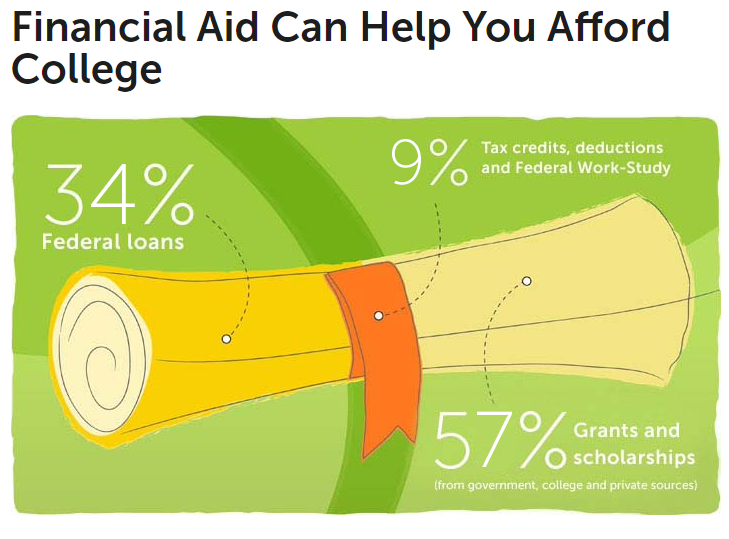 Financial Aid Can Help You Afford
College
34%
Federal loans
9%
Tax credits, deductions
and Federal Work-Study
57%
Grants and
scholarships
(from government, college and private sources)